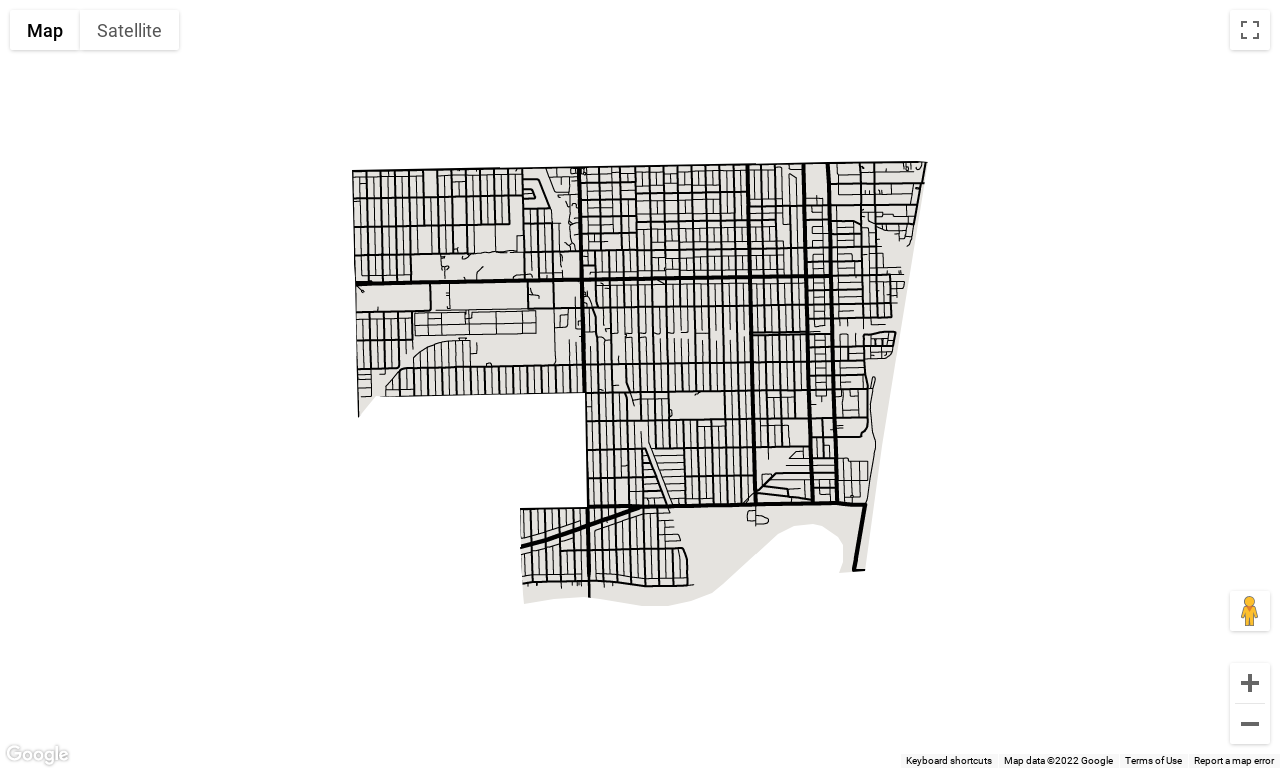 Map Satellite
Google
Keyboard shortcuts Map data ©2022 Google Terms of Use Report a map error